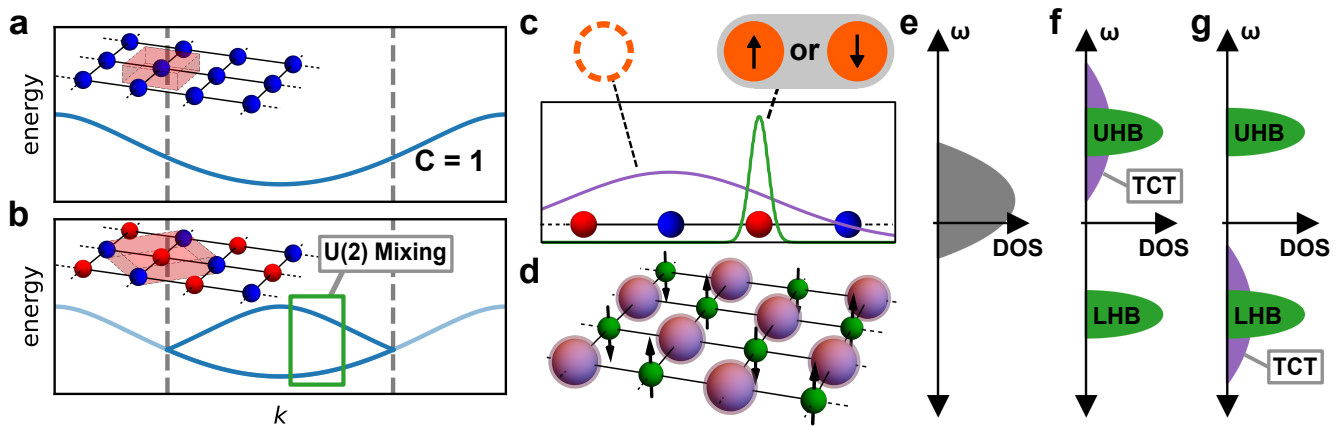 a
energy
C = 1
b
U(2) Mixing
energy
k
c
↑ or ↓
d
e
ω
DOS
f
ω
UHB
TCT
DOS
LHB
g
ω
UHB
DOS
LHB
TCT